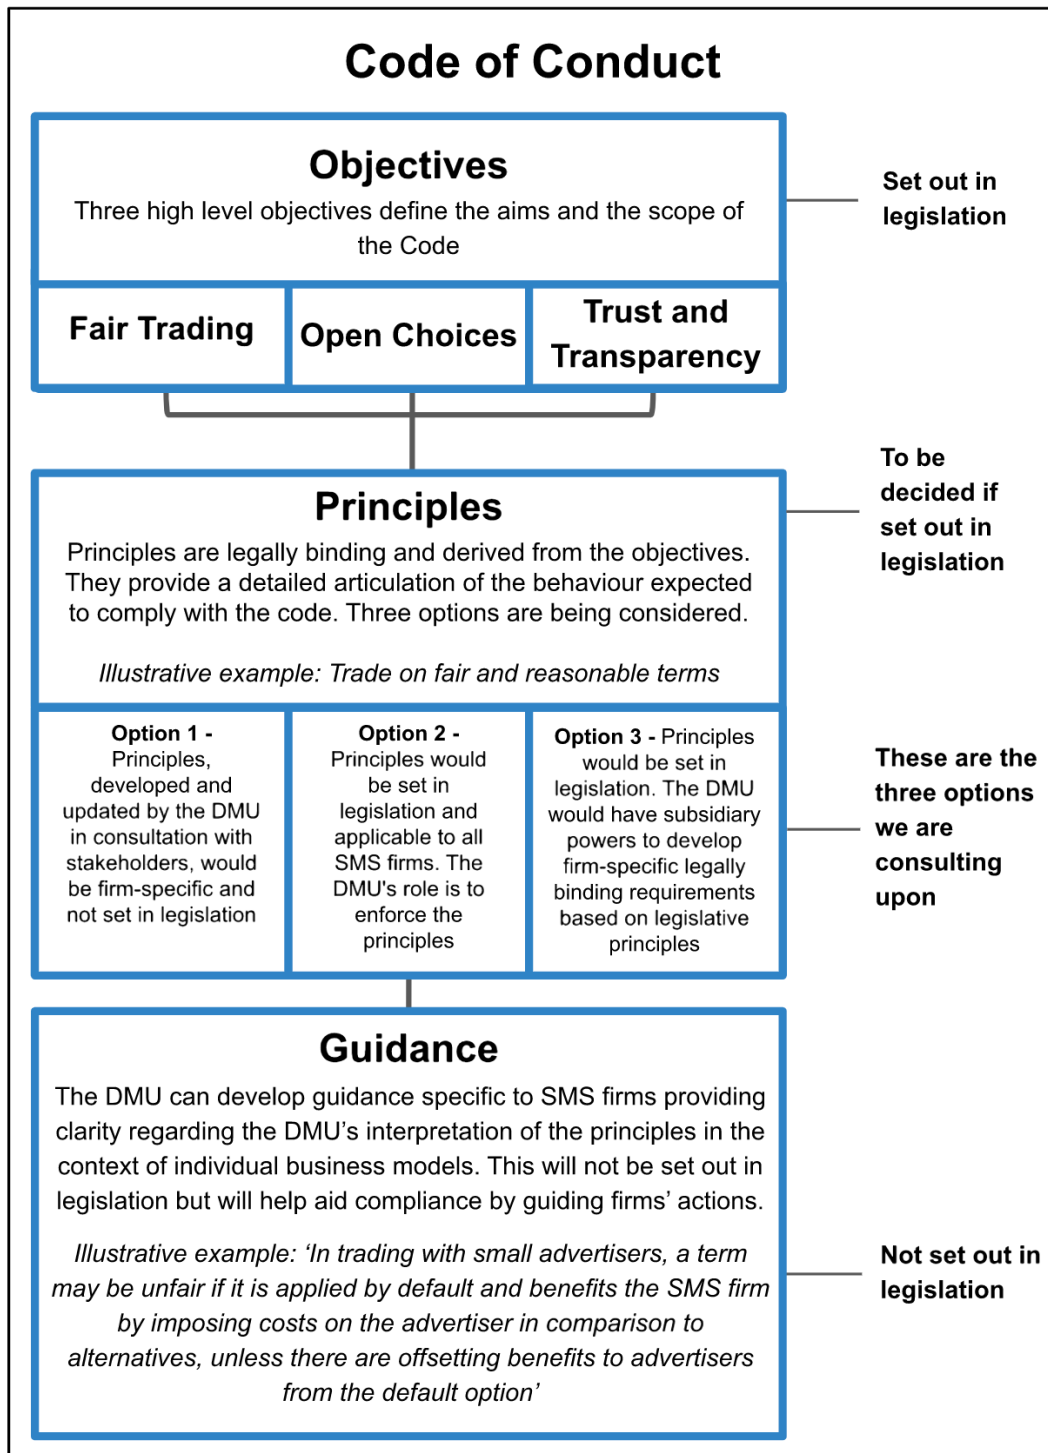 Code of Conduct
Objectives
Three high level objectives define the aims and the scope of
the Code
Set out in
legislation
Fair Trading
Open Choices
Trust and
Transparency
Principles
Principles are legally binding and derived from the objectives.
They provide a detailed articulation of the behaviour expected
to comply with the code. Three options are being considered.
Illustrative example: Trade on fair and reasonable terms
To be
decided if
set out in
legislation
Option 1 -
Principles,
developed and
updated by the DMU
in consultation with
stakeholders, would
be firm-specific and
not set in legislation
Option 2 -
Principles would
be set in
legislation and
applicable to all
SMS firms. The
DMU's role is to
enforce the
principles
Option 3 - Principles
would be set in
legislation. The DMU
would have subsidiary
powers to develop
firm-specific legally
binding requirements
based on legislative
principles
These are the
three options
we are
consulting
upon
Guidance
The DMU can develop guidance specific to SMS firms providing
clarity regarding the DMU’s interpretation of the principles in the
context of individual business models. This will not be set out in
legislation but will help aid compliance by guiding firms’ actions.
Illustrative example: ‘In trading with small advertisers, a term
may be unfair if it is applied by default and benefits the SMS firm
by imposing costs on the advertiser in comparison to
alternatives, unless there are offsetting benefits to advertisers
from the default option’
Not set out in
legislation